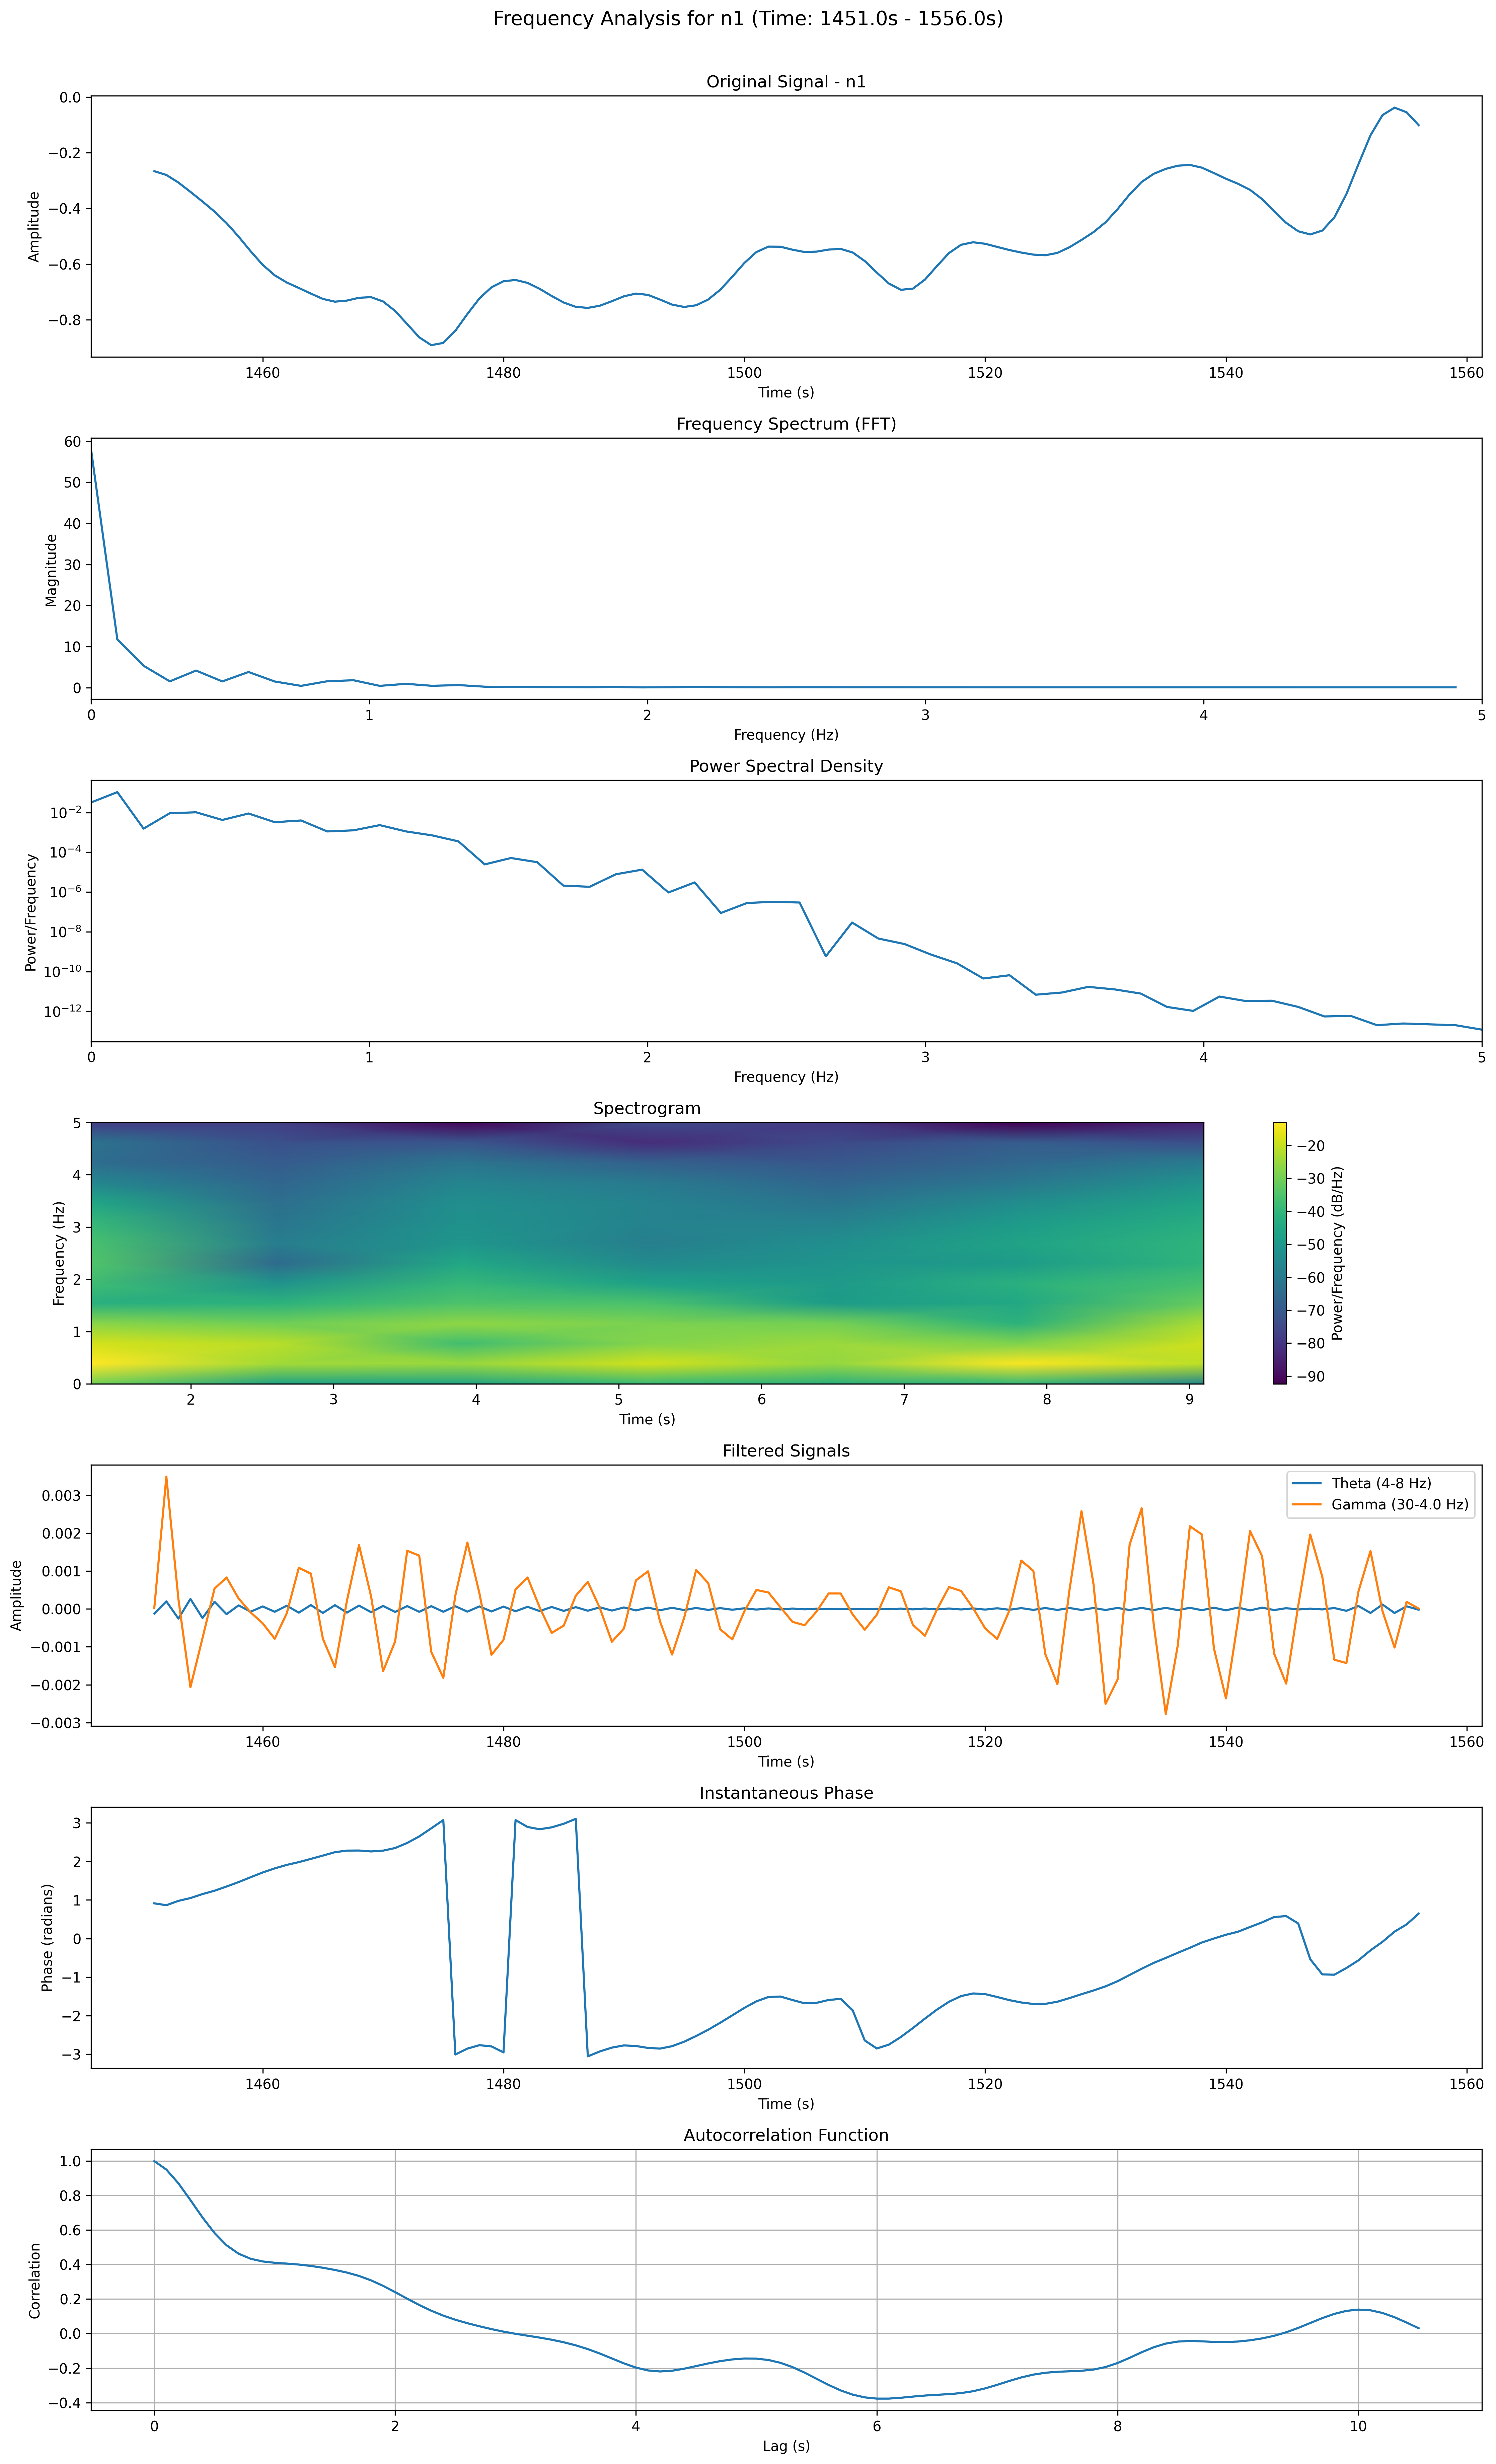 Frequency Analysis for n1 (Time: 1451.0s - 1556.0s)
Original Signal - n1
Amplitude
0.0
−0.2
−0.4
−0.6
−0.8
1460 1480 1500 1520 1540 1560
Time (s)
Frequency Spectrum (FFT)
Magnitude
60
50
40
30
20
10
0
0 1 2 3 4 5
Frequency (Hz)
Power Spectral Density
Power/Frequency
10⁻²
10⁻⁴
10⁻⁶
10⁻⁸
10⁻¹⁰
10⁻¹²
0 1 2 3 4 5
Frequency (Hz)
Spectrogram
Frequency (Hz)
5
4
3
2
1
0
2 3 4 5 6 7 8 9
Time (s)
−20
−30
−40
−50
−60
−70
−80
−90
Power/Frequency (dB/Hz)
Filtered Signals
Amplitude
0.003
0.002
0.001
0.000
−0.001
−0.002
−0.003
Theta (4-8 Hz)
Gamma (30-4.0 Hz)
1460 1480 1500 1520 1540 1560
Time (s)
Instantaneous Phase
Phase (radians)
3
2
1
0
−1
−2
−3
1460 1480 1500 1520 1540 1560
Time (s)
Autocorrelation Function
Correlation
1.0
0.8
0.6
0.4
0.2
0.0
−0.2
−0.4
0 2 4 6 8 10
Lag (s)